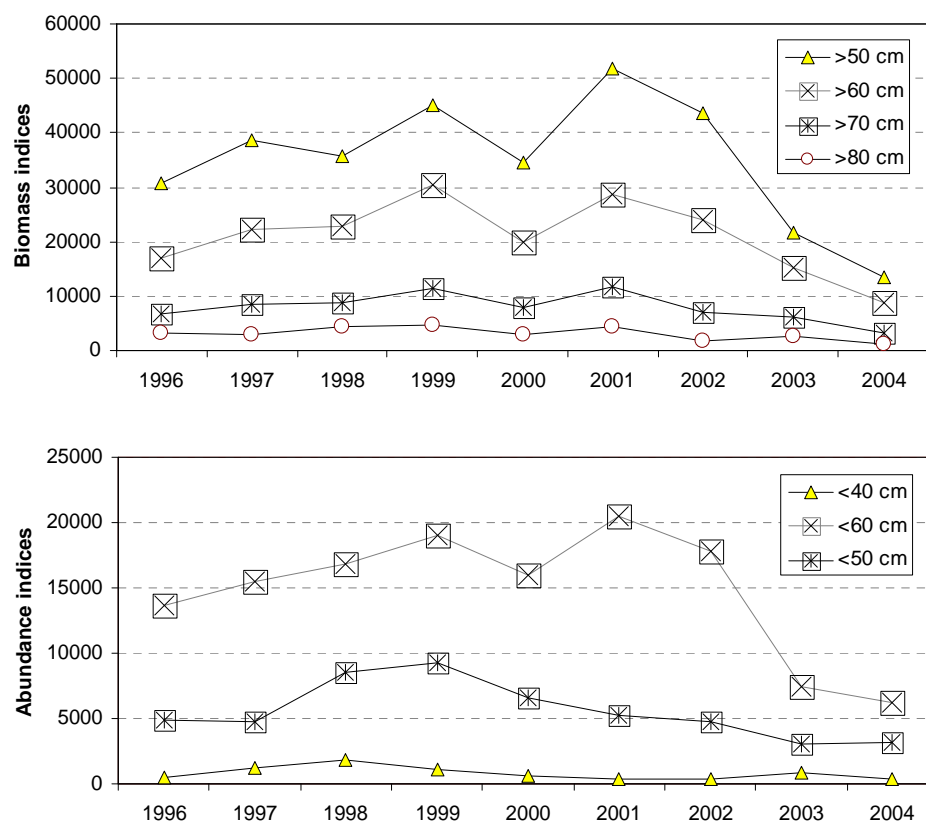 Biomass indices
60000
50000
40000
30000
20000
10000
0
>50 cm
>60 cm
>70 cm
>80 cm
1996 1997 1998 1999 2000 2001 2002 2003 2004
Abundance indices
25000
20000
15000
10000
5000
0
<40 cm
<60 cm
<50 cm
1996 1997 1998 1999 2000 2001 2002 2003 2004